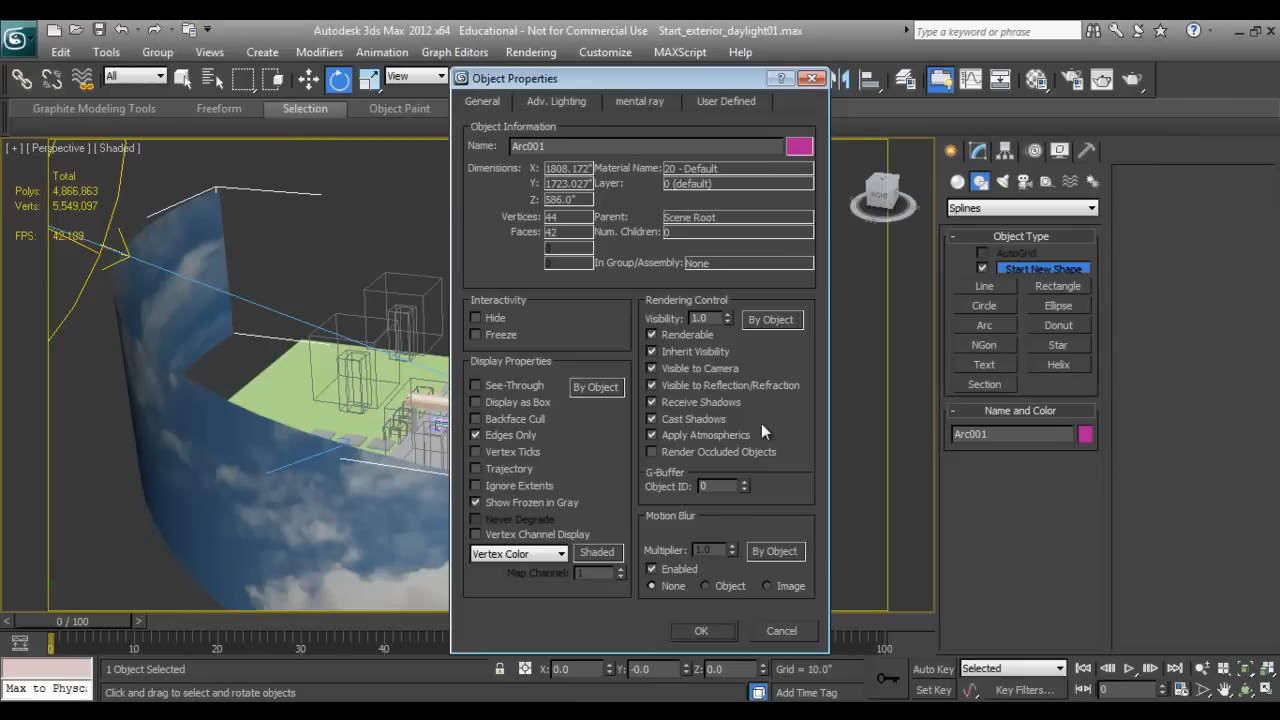 Autodesk 3ds Max 2012 x64 Educational - Not for Commercial Use Start_exterior_daylight01.max
Type a keyword or phrase
Edit Tools Group Views Create Modifiers Animation Graph Editors Rendering Customize MAXScript Help
All
View
Graphite Modeling Tools Freeform Selection Object Paint
[ + ] [ Perspective ] [ Shaded ]
Total
Polys: 4,866,863
Verts: 5,549,097
FPS: 42.189
Object Properties
General Adv. Lighting mental ray User Defined
Object Information
Name: Arc001
Dimensions: X: 1808.172" Material Name: 20 - Default
Y: 1723.027" Layer: 0 (default)
Z: 586.0"
Vertices: 44 Parent: Scene Root
Faces: 42 Num. Children: 0
0
0 In Group/Assembly: None
Interactivity
Hide
Freeze
Display Properties
See-Through By Object
Display as Box
Backface Cull
Edges Only
Vertex Ticks
Trajectory
Ignore Extents
Show Frozen in Gray
Never Degrade
Vertex Channel Display
Vertex Color Shaded
Map Channel: 1
Rendering Control
Visibility: 1.0 By Object
Renderable
Inherit Visibility
Visible to Camera
Visible to Reflection/Refraction
Receive Shadows
Cast Shadows
Apply Atmospherics
Render Occluded Objects
G-Buffer
Object ID: 0
Motion Blur
Multiplier: 1.0 By Object
Enabled
None Object Image
OK Cancel
Splines
Object Type
AutoGrid
Start New Shape
Line Rectangle
Circle Ellipse
Arc Donut
NGon Star
Text Helix
Section
Name and Color
Arc001
0 / 100
0 10 20 30 40 100
1 Object Selected X: 0.0 Y: -0.0 Z: 0.0 Grid = 10.0" Auto Key Selected
Max to Physca Click and drag to select and rotate objects Add Time Tag Set Key Key Filters... 0